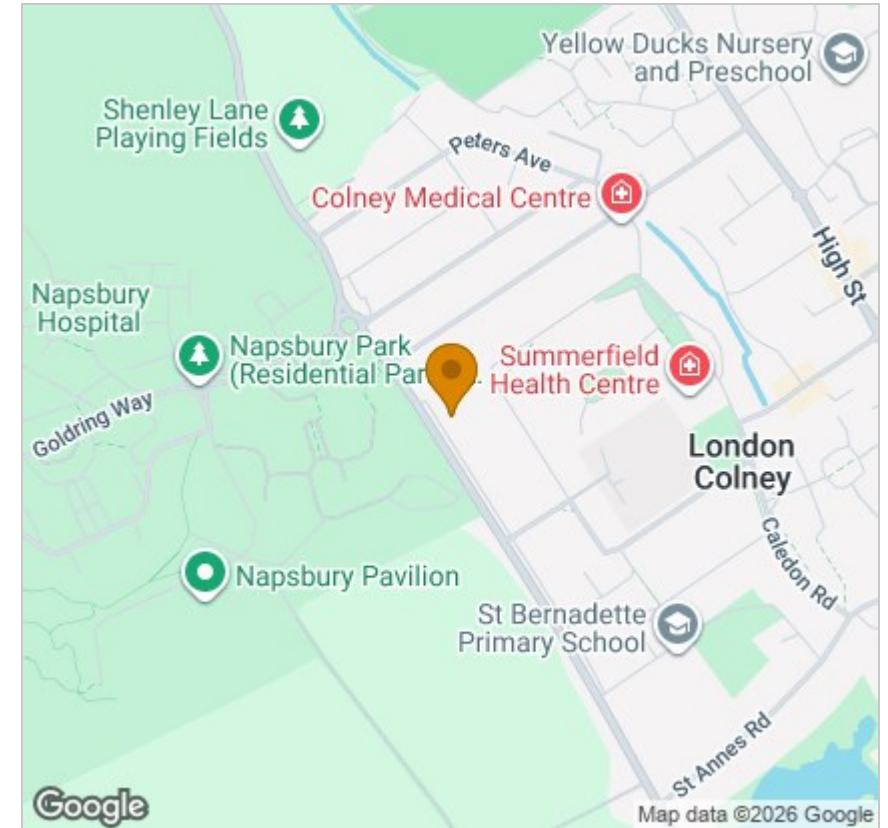 Yellow Ducks Nursery
and Preschool
Shenley Lane
Playing Fields
Peters Ave
Colney Medical Centre
High St
Napsbury
Hospital
Napsbury Park
(Residential Par
Summerfield
Health Centre
Goldring Way
London
Colney
Caledon Rd
Napsbury Pavilion
St Bernadette
Primary School
St Annes Rd
Google
Map data ©2026 Google